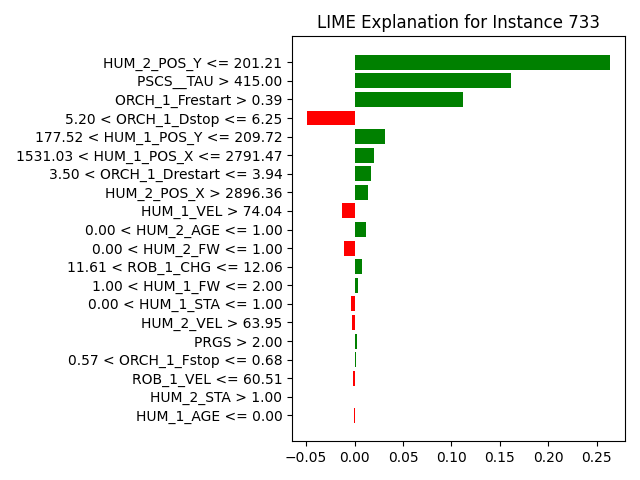 LIME Explanation for Instance 733
HUM_2_POS_Y <= 201.21
PSCS__TAU > 415.00
ORCH_1_Frestart > 0.39
5.20 < ORCH_1_Dstop <= 6.25
177.52 < HUM_1_POS_Y <= 209.72
1531.03 < HUM_1_POS_X <= 2791.47
3.50 < ORCH_1_Drestart <= 3.94
HUM_2_POS_X > 2896.36
HUM_1_VEL > 74.04
0.00 < HUM_2_AGE <= 1.00
0.00 < HUM_2_FW <= 1.00
11.61 < ROB_1_CHG <= 12.06
1.00 < HUM_1_FW <= 2.00
0.00 < HUM_1_STA <= 1.00
HUM_2_VEL > 63.95
PRGS > 2.00
0.57 < ORCH_1_Fstop <= 0.68
ROB_1_VEL <= 60.51
HUM_2_STA > 1.00
HUM_1_AGE <= 0.00
−0.05 0.00 0.05 0.10 0.15 0.20 0.25